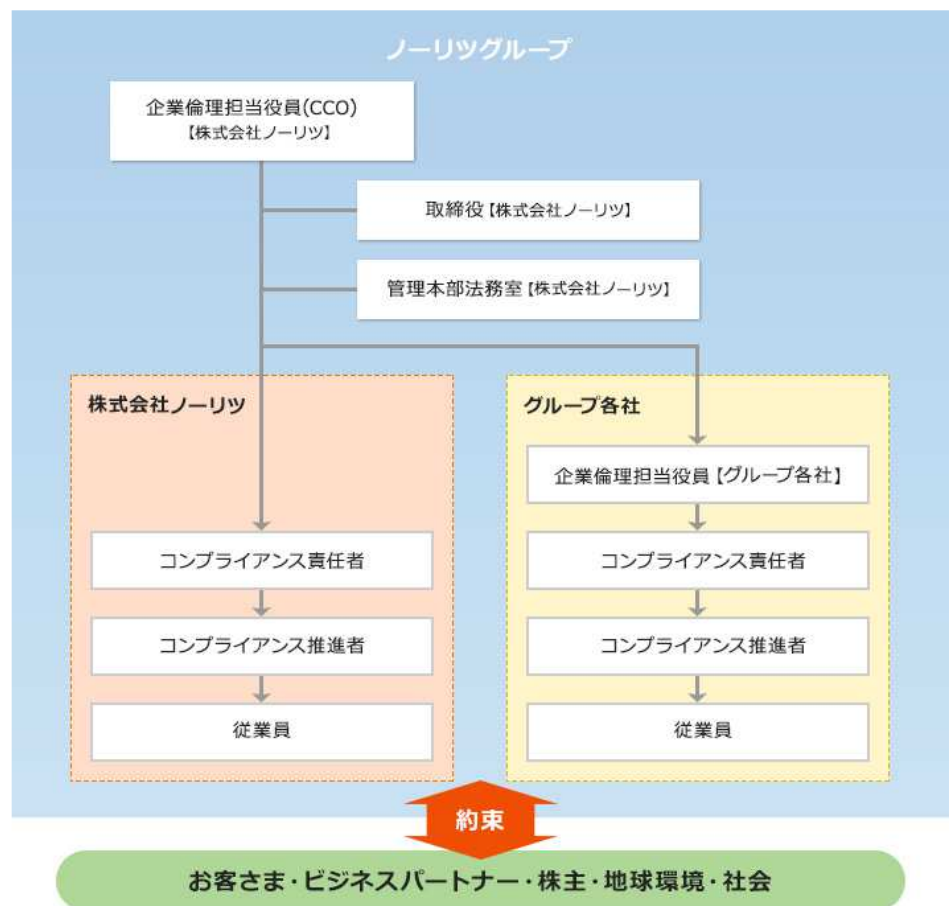 ノーリツグループ
企業倫理担当役員(CCO)
【株式会社ノーリツ】
取締役【株式会社ノーリツ】
管理本部法務室【株式会社ノーリツ】
株式会社ノーリツ
コンプライアンス責任者
コンプライアンス推進者
従業員
グループ各社
企業倫理担当役員【グループ各社】
コンプライアンス責任者
コンプライアンス推進者
従業員
約束
お客さま・ビジネスパートナー・株主・地球環境・社会